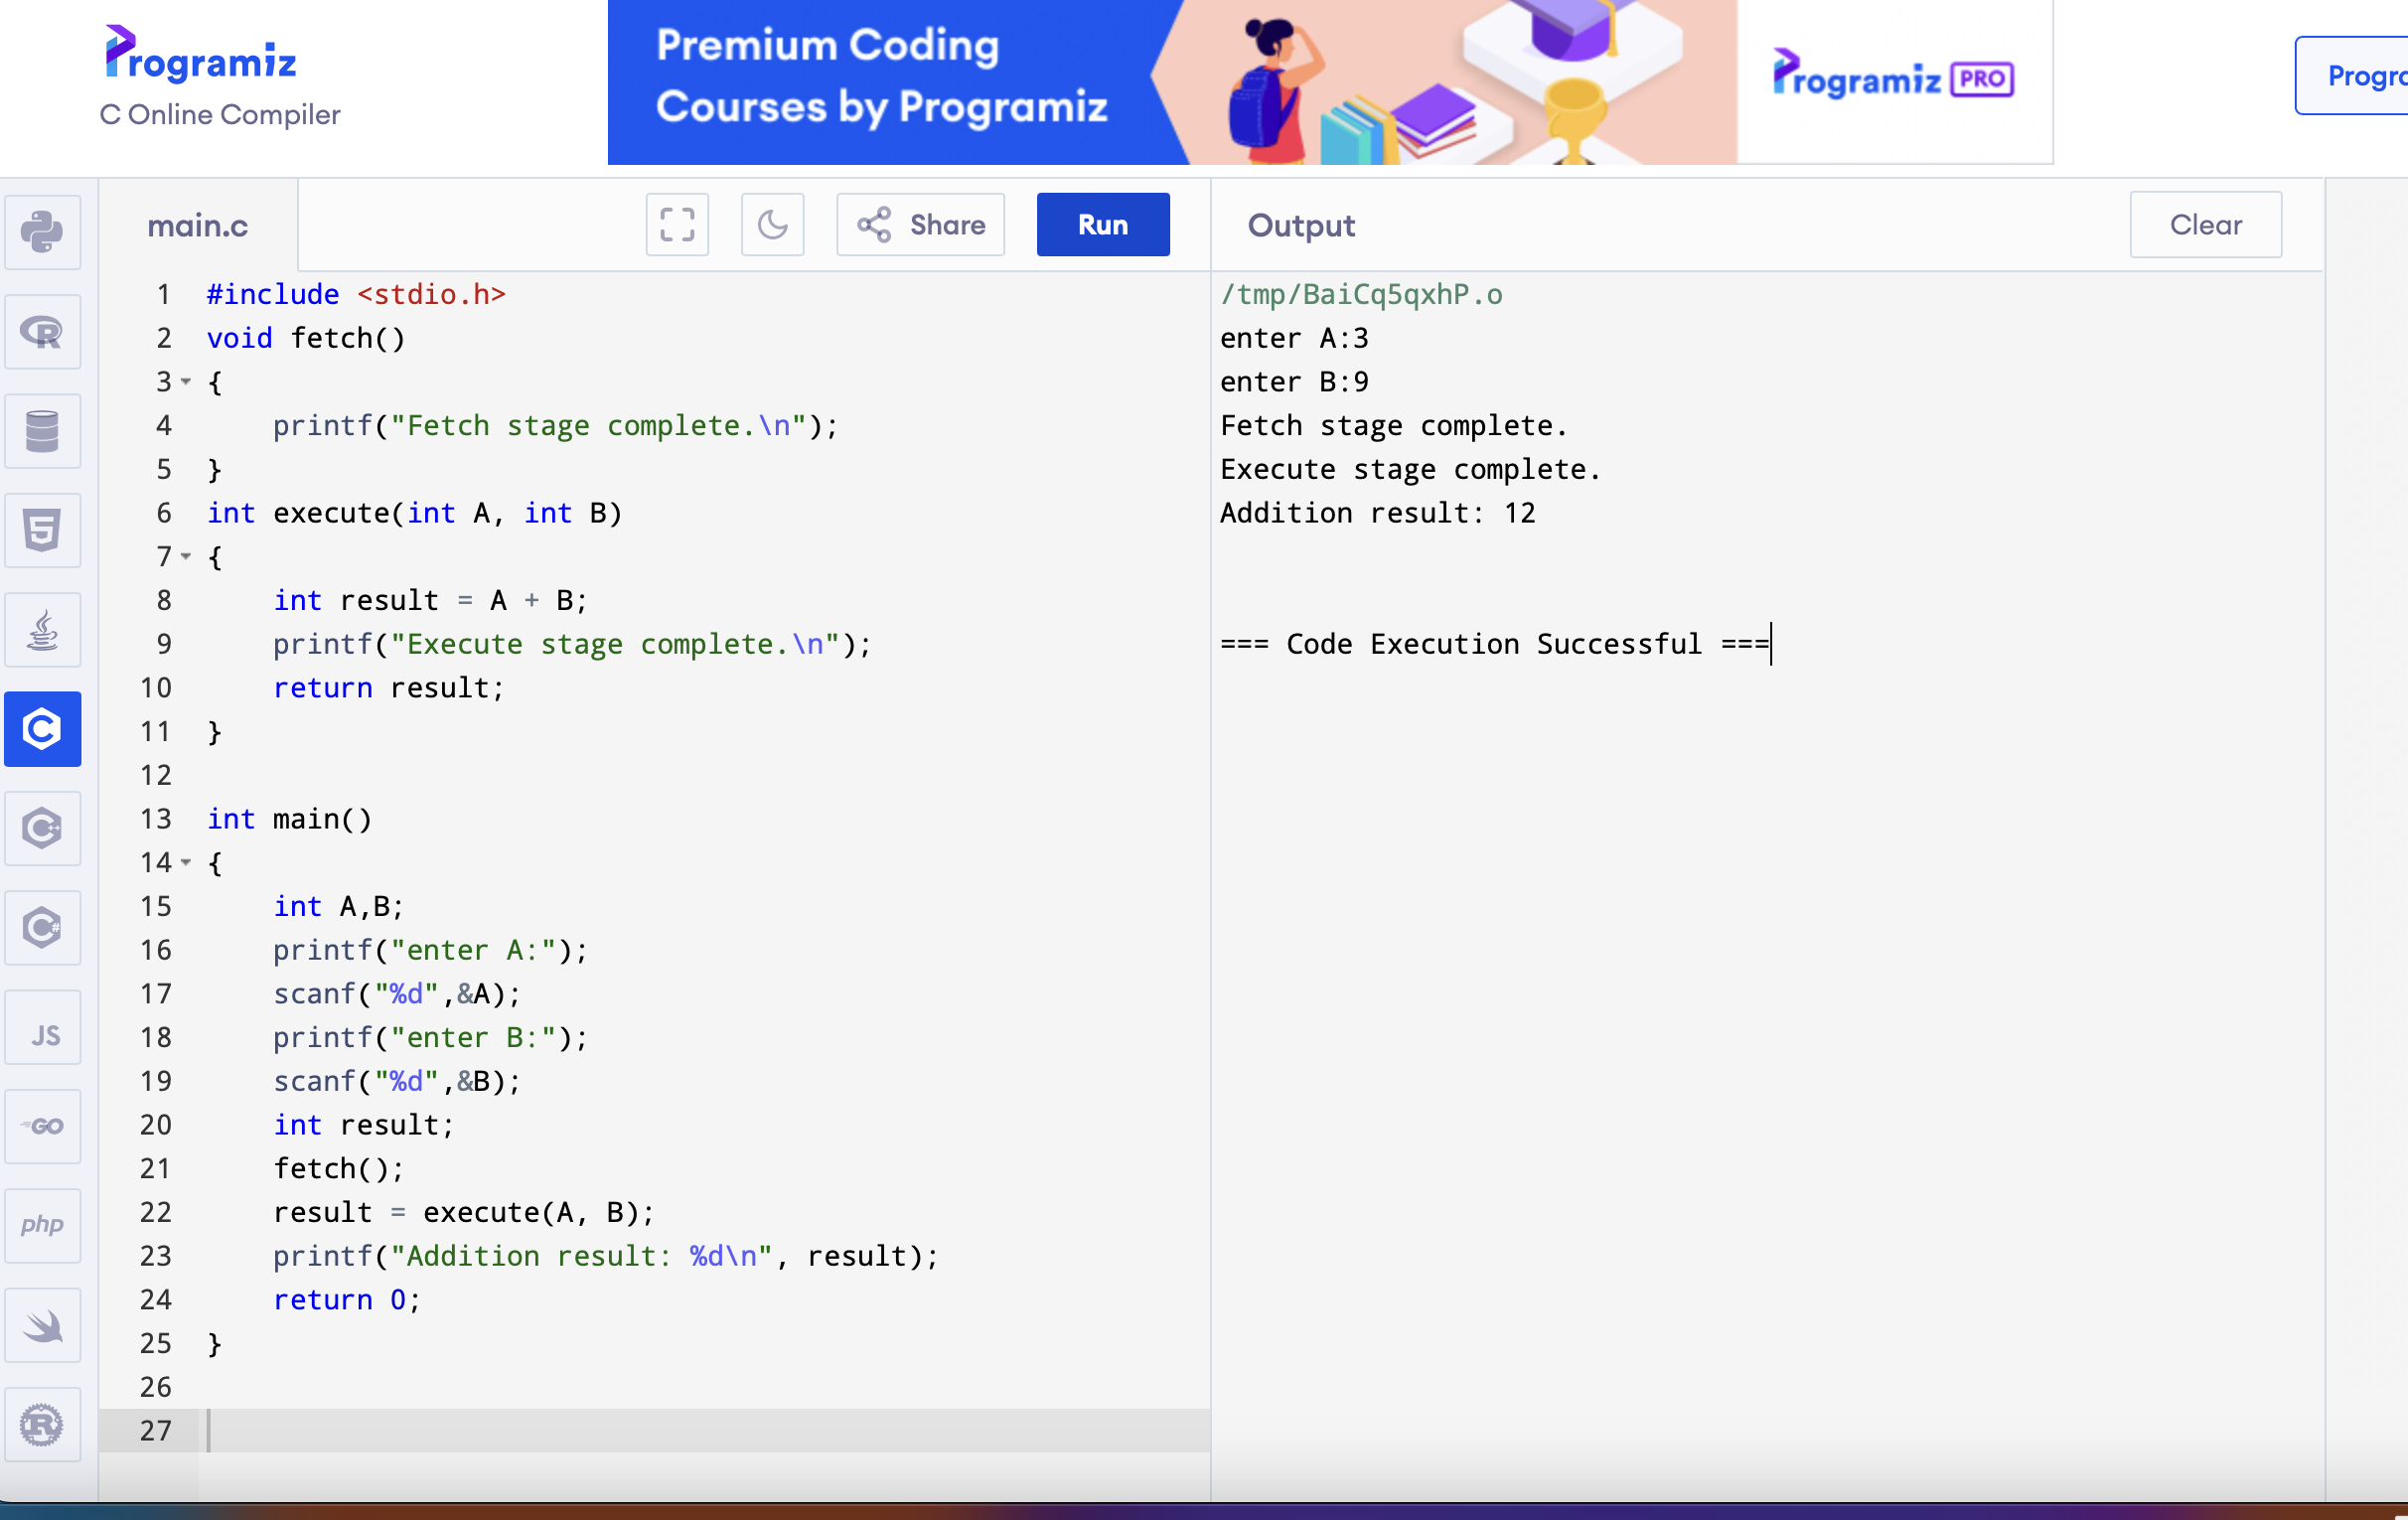 Programiz
C Online Compiler
Premium Coding
Courses by Programiz
Programiz PRO
Progra
main.c
Share
Run
Output
Clear
1 #include <stdio.h>
2 void fetch()
3 {
4     printf("Fetch stage complete.\n");
5 }
6 int execute(int A, int B)
7 {
8     int result = A + B;
9     printf("Execute stage complete.\n");
10     return result;
11 }
12
13 int main()
14 {
15     int A,B;
16     printf("enter A:");
17     scanf("%d",&A);
18     printf("enter B:");
19     scanf("%d",&B);
20     int result;
21     fetch();
22     result = execute(A, B);
23     printf("Addition result: %d\n", result);
24     return 0;
25 }
26
27
/tmp/BaiCq5qxhP.o
enter A:3
enter B:9
Fetch stage complete.
Execute stage complete.
Addition result: 12
=== Code Execution Successful ===
R
5
C
C++
C#
JS
GO
php
R